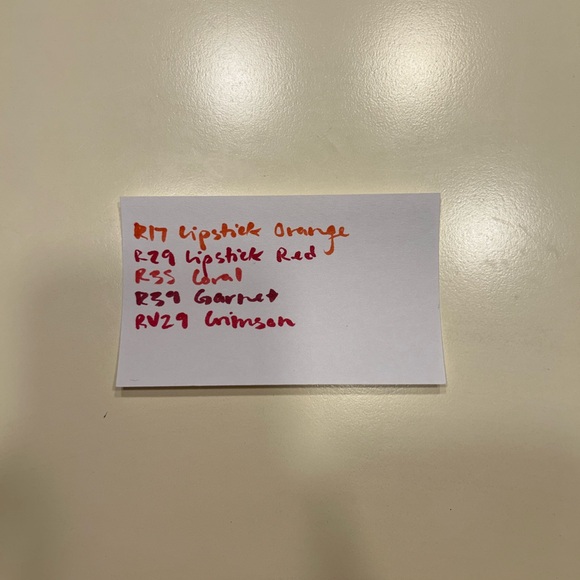 R17 Lipstick Orange
R29 Lipstick Red
R35 Coral
R39 Garnet
RV29 Crimson